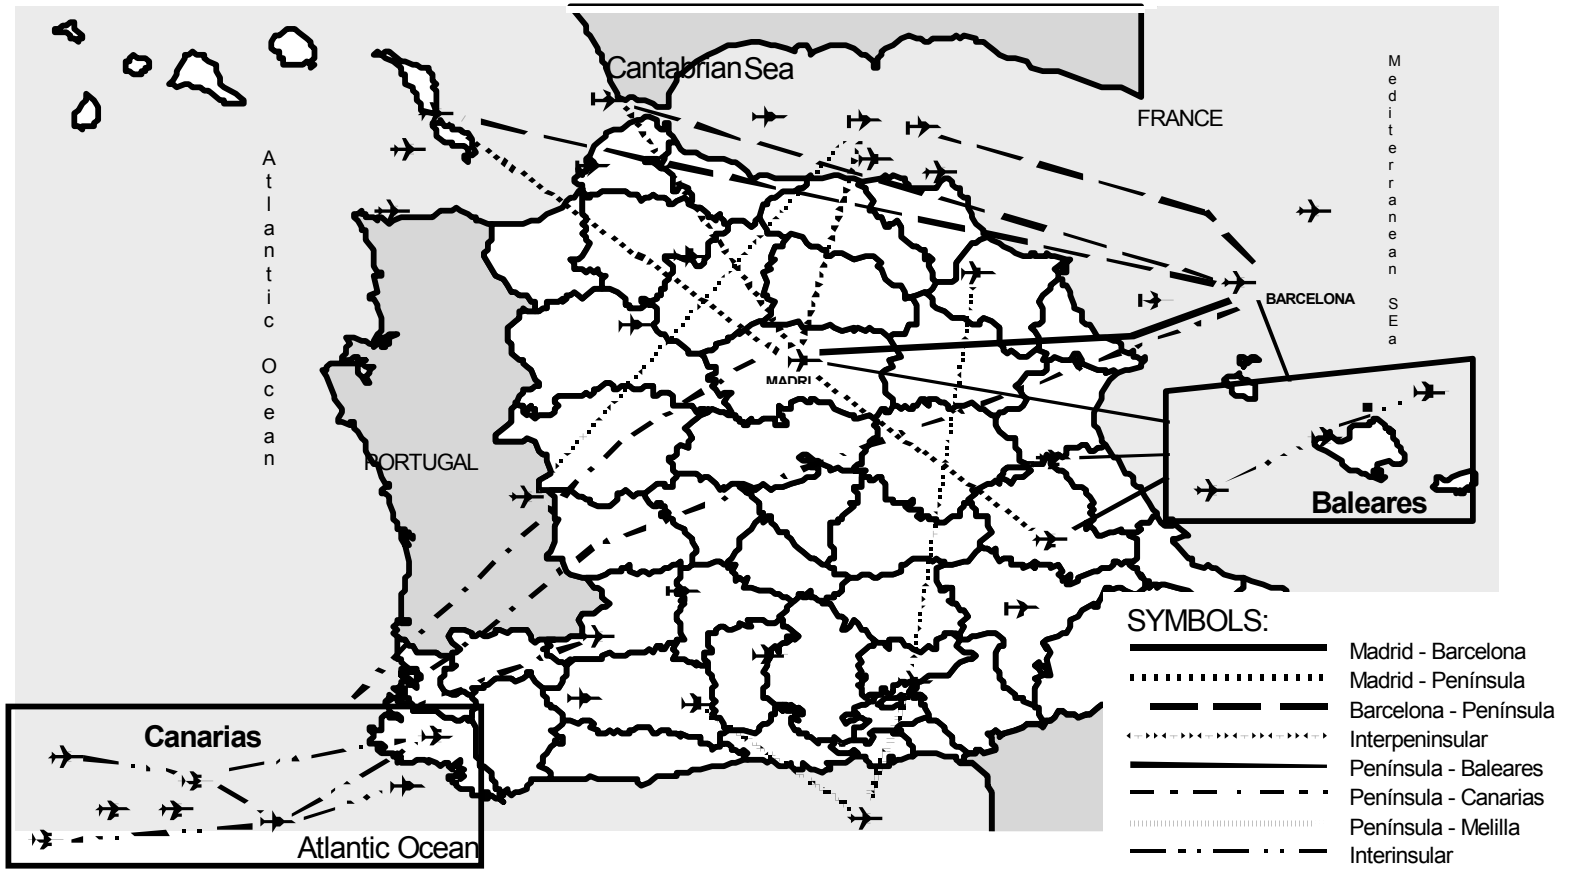 Cantabrian Sea
FRANCE
Mediterranean SEa
Atlantic Ocean
BARCELONA
MADRI
PORTUGAL
Baleares
SYMBOLS:
Madrid - Barcelona
Madrid - Península
Barcelona - Península
Interpeninsular
Península - Baleares
Península - Canarias
Península - Melilla
Interinsular
Canarias
Atlantic Ocean